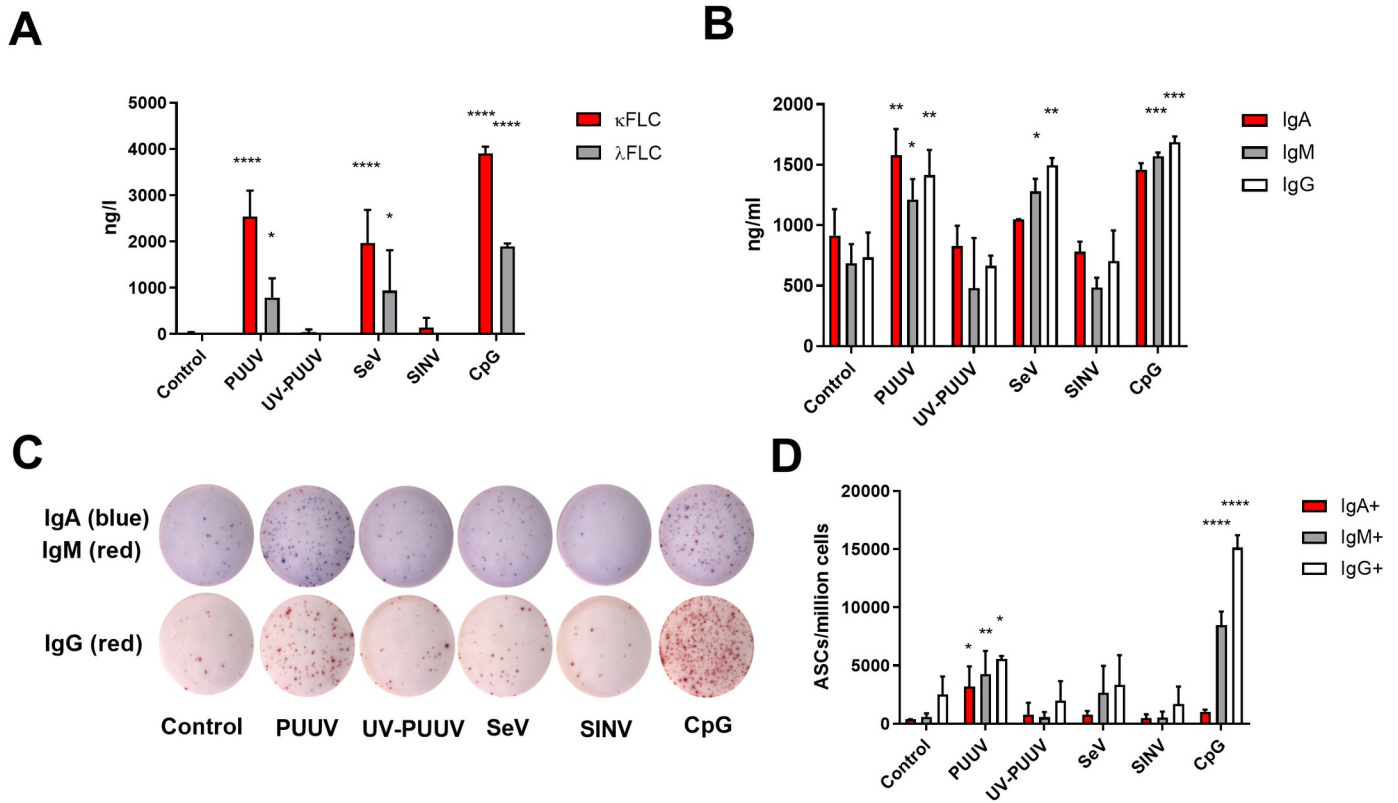 A
5000
4000
3000
2000
1000
0
ng/l
****
*
****
*
****
****
κFLC
λFLC
Control
PUUV
UV-PUUV
SeV
SINV
CpG
B
2000
1500
1000
500
0
ng/ml
**
*
**
*
**
***
***
IgA
IgM
IgG
Control
PUUV
UV-PUUV
SeV
SINV
CpG
C
IgA (blue)
IgM (red)
IgG (red)
Control
PUUV
UV-PUUV
SeV
SINV
CpG
D
20000
15000
10000
5000
0
ASCs/million cells
*
**
*
****
****
IgA+
IgM+
IgG+
Control
PUUV
UV-PUUV
SeV
SINV
CpG